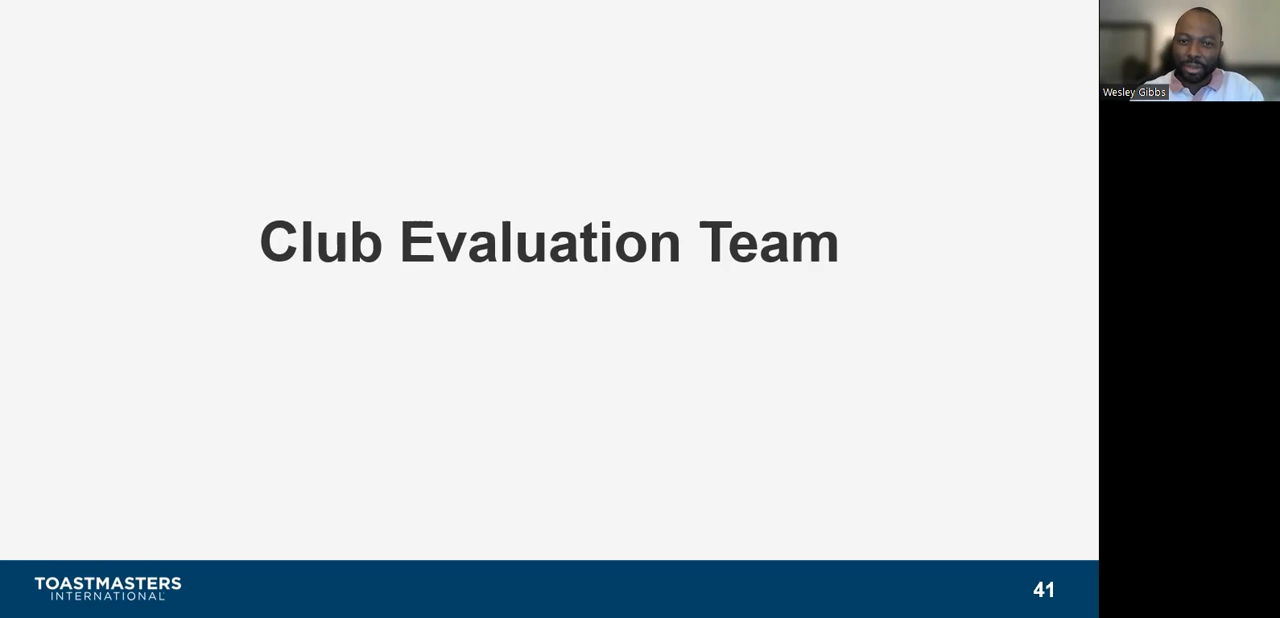 Wesley Gibbs
Club Evaluation Team
TOASTMASTERS
INTERNATIONAL
41